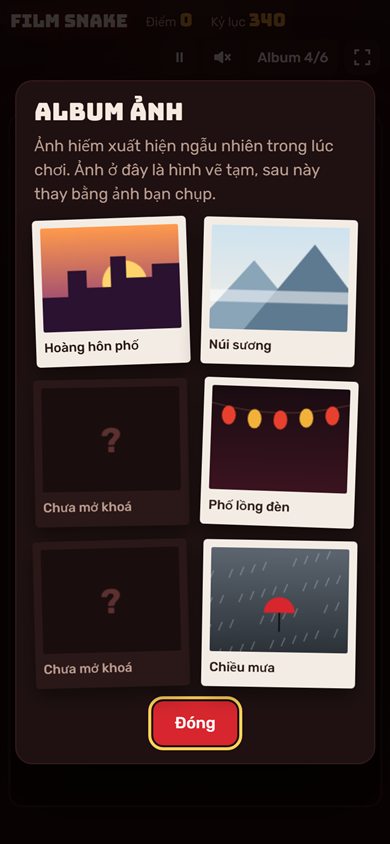 FILM SNAKE Điểm 0 Kỷ lục 340
Album 4/6
ALBUM ẢNH
Ảnh hiếm xuất hiện ngẫu nhiên trong lúc
chơi. Ảnh ở đây là hình vẽ tạm, sau này
thay bằng ảnh bạn chụp.
Hoàng hôn phố
Núi sương
?
Chưa mở khoá
Phố lồng đèn
?
Chưa mở khoá
Chiều mưa
Đóng